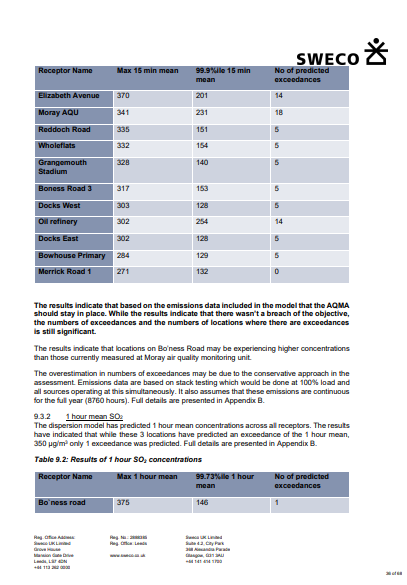 SWECO
Receptor Name Max 15 min mean 99.9%ile 15 min mean No of predicted exceedances
Elizabeth Avenue 370 201 14
Moray AQU 341 231 18
Reddoch Road 335 151 5
Wholeflats 332 154 5
Grangemouth Stadium 328 140 5
Boness Road 3 317 153 5
Docks West 303 128 5
Oil refinery 302 254 14
Docks East 302 128 5
Bowhouse Primary 284 129 5
Merrick Road 1 271 132 0
The results indicate that based on the emissions data included in the model that the AQMA
should stay in place. While the results indicate that there wasn't a breach of the objective,
the numbers of exceedances and the numbers of locations where there are exceedances
is still significant.
The results indicate that locations on Bo'ness Road may be experiencing higher concentrations
than those currently measured at Moray air quality monitoring unit.
The overestimation in numbers of exceedances may be due to the conservative approach in the
assessment. Emissions data are based on stack testing which would be done at 100% load and
all sources operating at this simultaneously. It also assumes that these emissions are continuous
for the full year (8760 hours). Full details are presented in Appendix B.
9.3.2 1 hour mean SO₂
The dispersion model has predicted 1 hour mean concentrations across all receptors. The results
have indicated that while these 3 locations have predicted an exceedance of the 1 hour mean,
350 µg/m³ only 1 exceedance was predicted. Full details are presented in Appendix B.
Table 9.2: Results of 1 hour SO₂ concentrations
Receptor Name Max 1 hour mean 99.73%ile 1 hour mean No of predicted exceedances
Bo`ness road 375 146 1
Reg. Office Address: Reg. No.: 2888385 Sweco UK Limited
Sweco UK Limited Reg. Office: Leeds Suite 4.2, City Park
Grove House 368 Alexandra Parade
Mansion Gate Drive www.sweco.co.uk Glasgow, G31 3AU
Leeds, LS7 4DN +44 141 414 1700
+44 113 262 0000
36 of 68